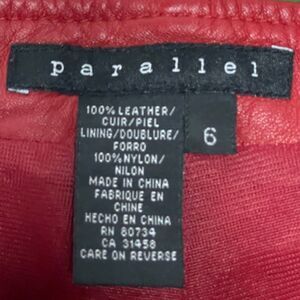 parallel
6
100% LEATHER/
CUIR/PIEL
LINING/DOUBLURE/
FORRO
100% NYLON/
NILON
MADE IN CHINA
FABRIQUE EN
CHINE
HECHO EN CHINA
RN 80734
CA 31458
CARE ON REVERSE